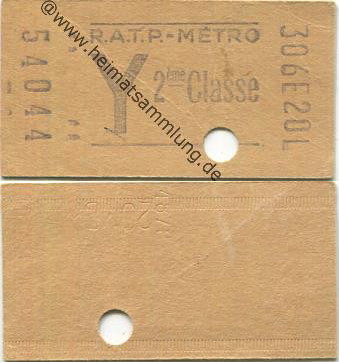 R.A.T.P.-MÉTRO
Y 2ème Classe
54044
306E20L
www.heimatsammlung.de